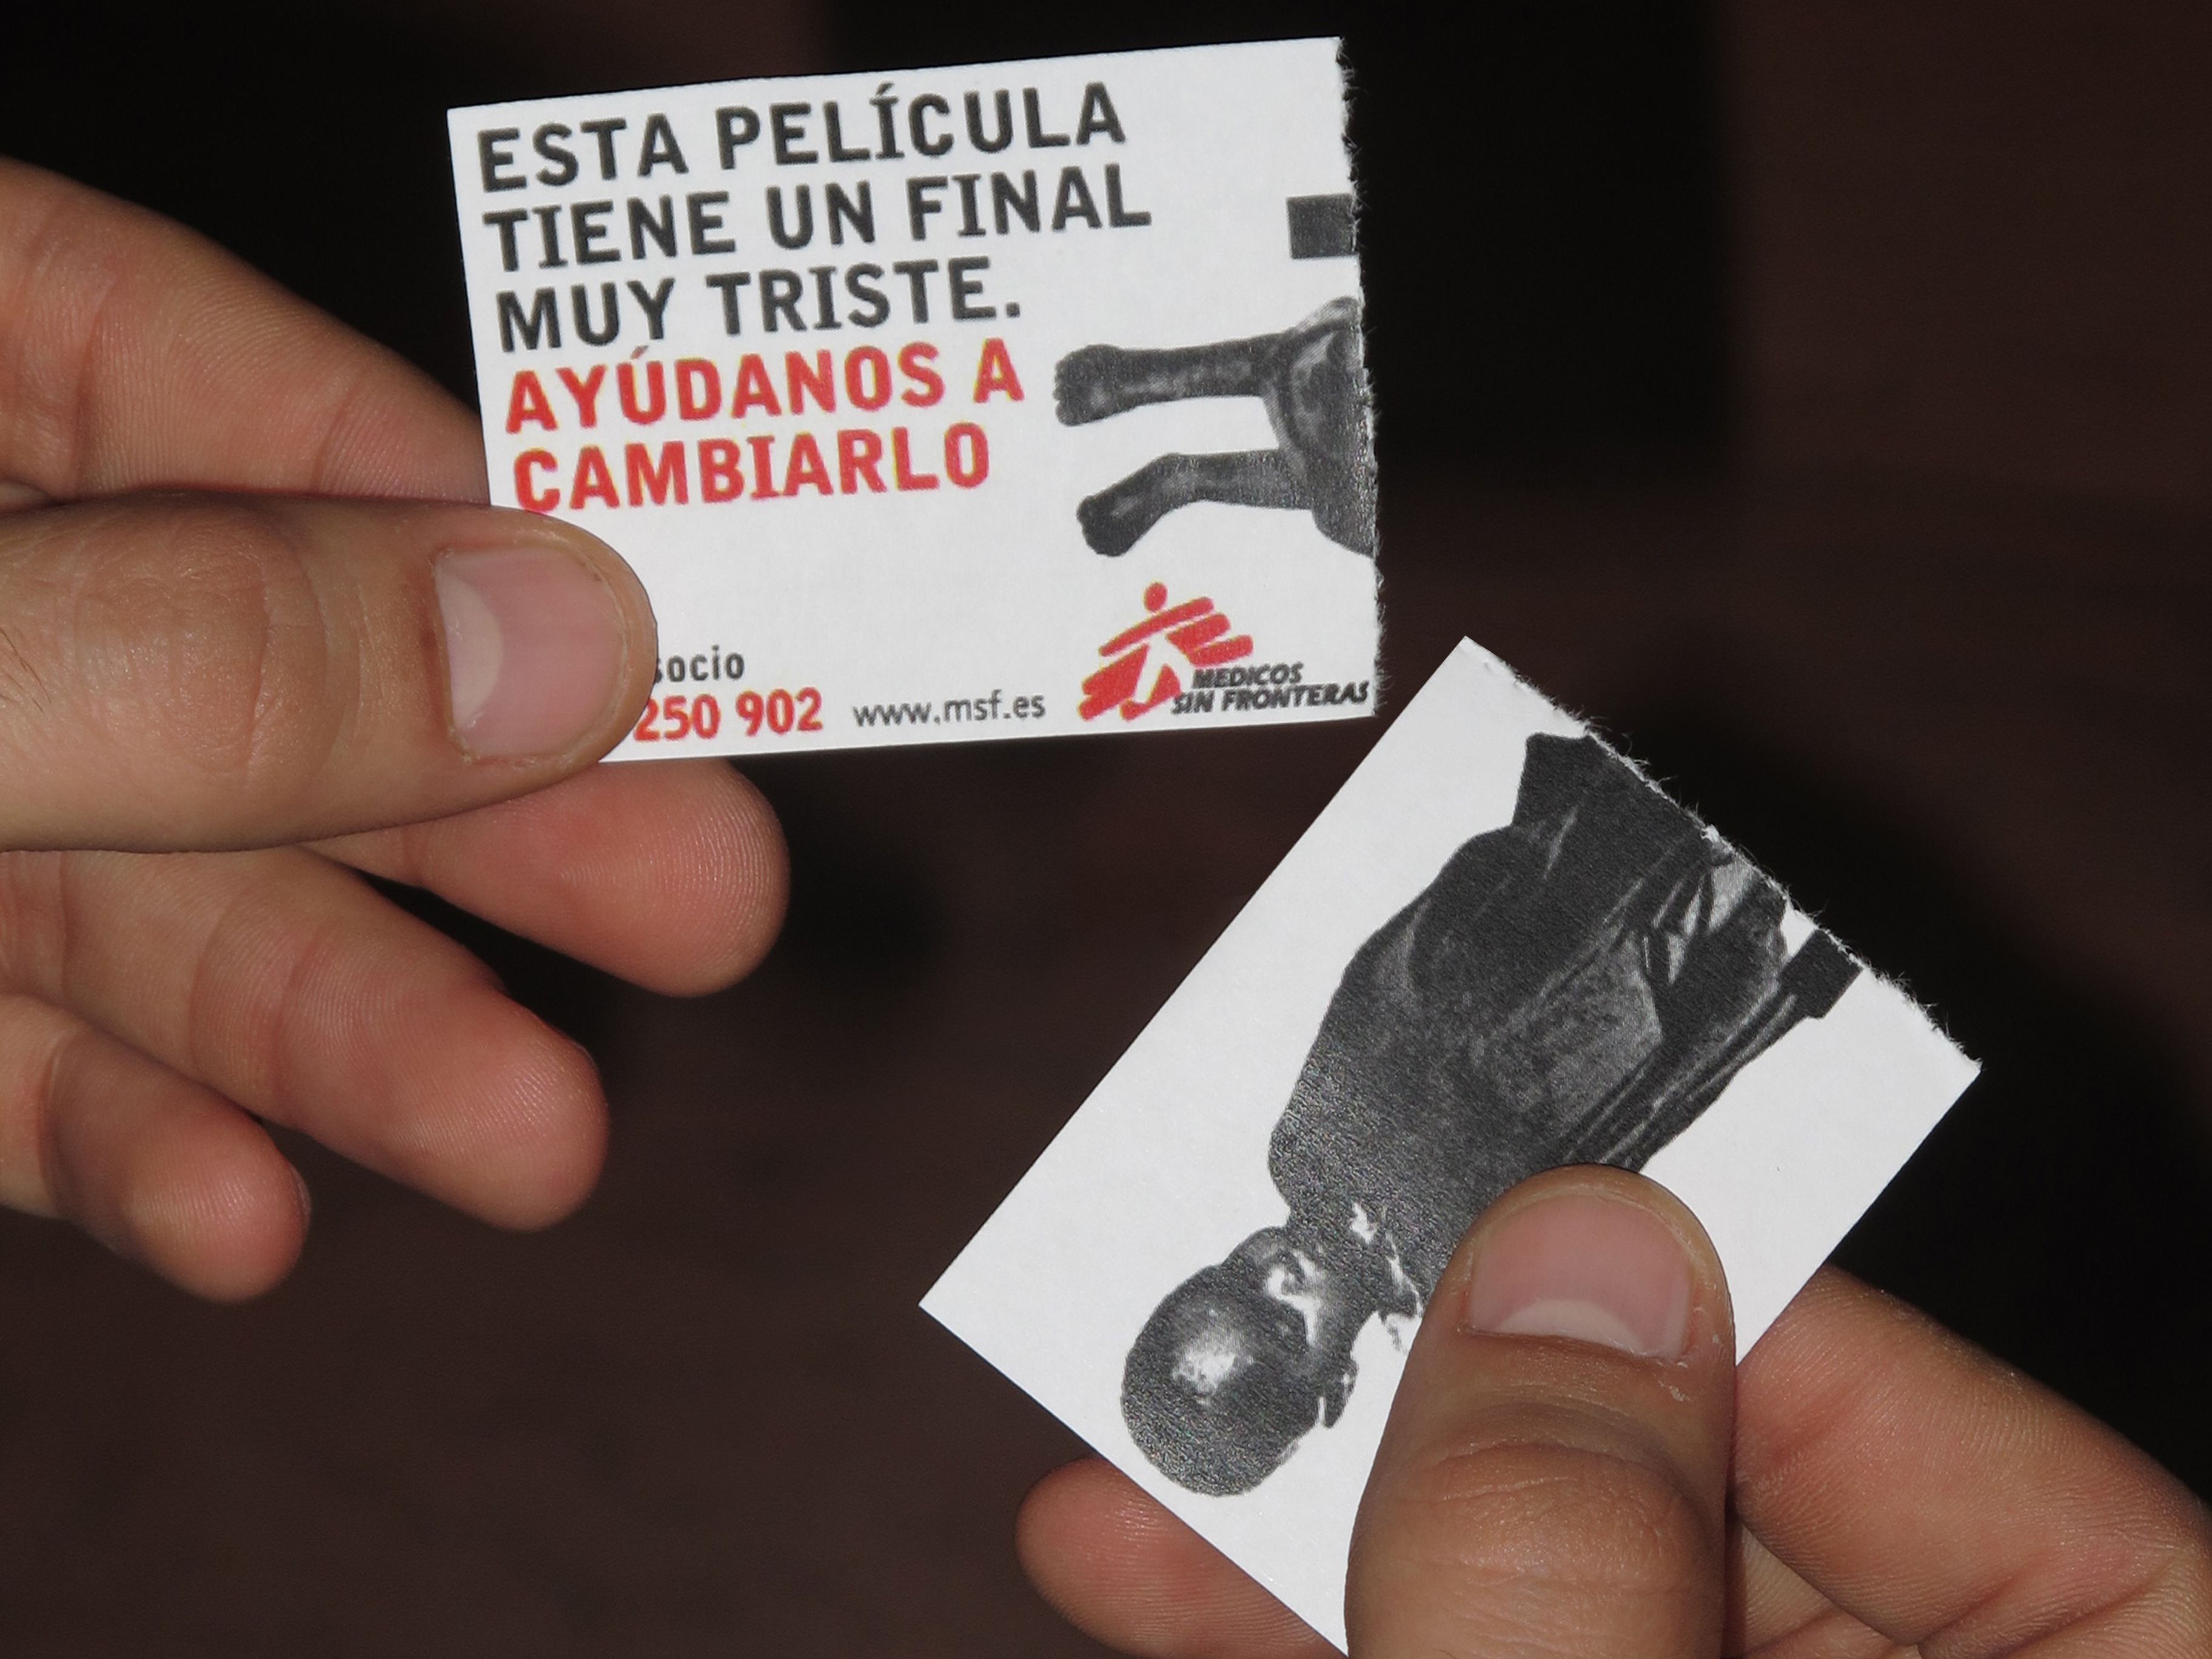 ESTA PELÍCULA
TIENE UN FINAL
MUY TRISTE.
AYÚDANOS A
CAMBIARLO
socio
250 902 www.msf.es
MEDICOS
SIN FRONTERAS